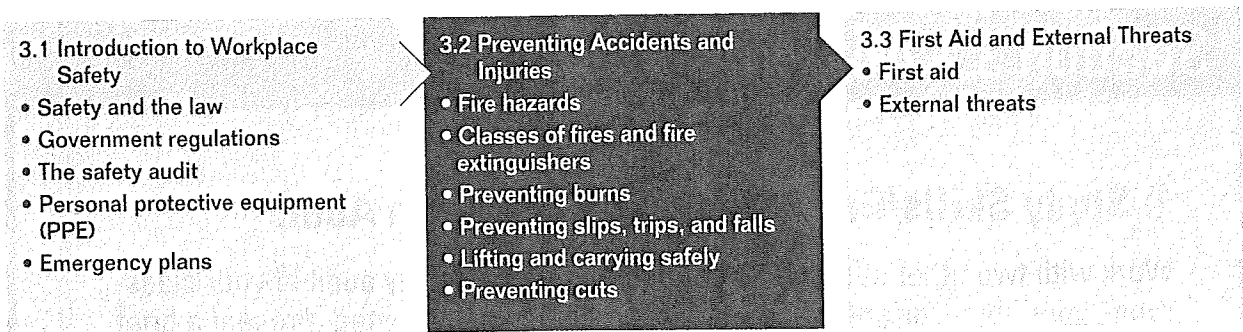 3.1 Introduction to Workplace
Safety
• Safety and the law
• Government regulations
• The safety audit
• Personal protective equipment
(PPE)
• Emergency plans
3.2 Preventing Accidents and
Injuries
• Fire hazards
• Classes of fires and fire
extinguishers
• Preventing burns
• Preventing slips, trips, and falls
• Lifting and carrying safely
• Preventing cuts
3.3 First Aid and External Threats
• First aid
• External threats